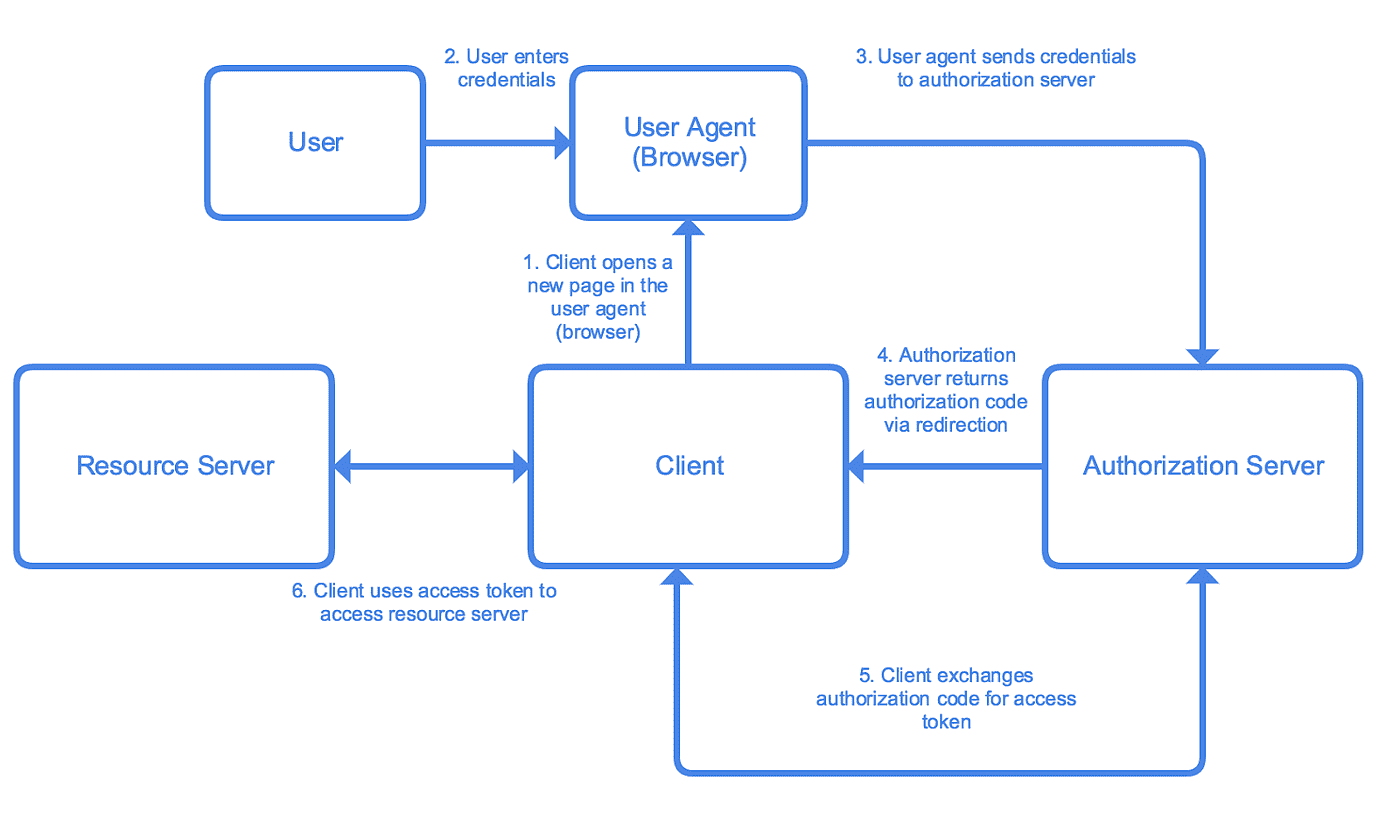 2. User enters
credentials
3. User agent sends credentials
to authorization server
User
User Agent
(Browser)
1. Client opens a
new page in the
user agent
(browser)
4. Authorization
server returns
authorization code
via redirection
Resource Server
Client
Authorization Server
6. Client uses access token to
access resource server
5. Client exchanges
authorization code for access
token